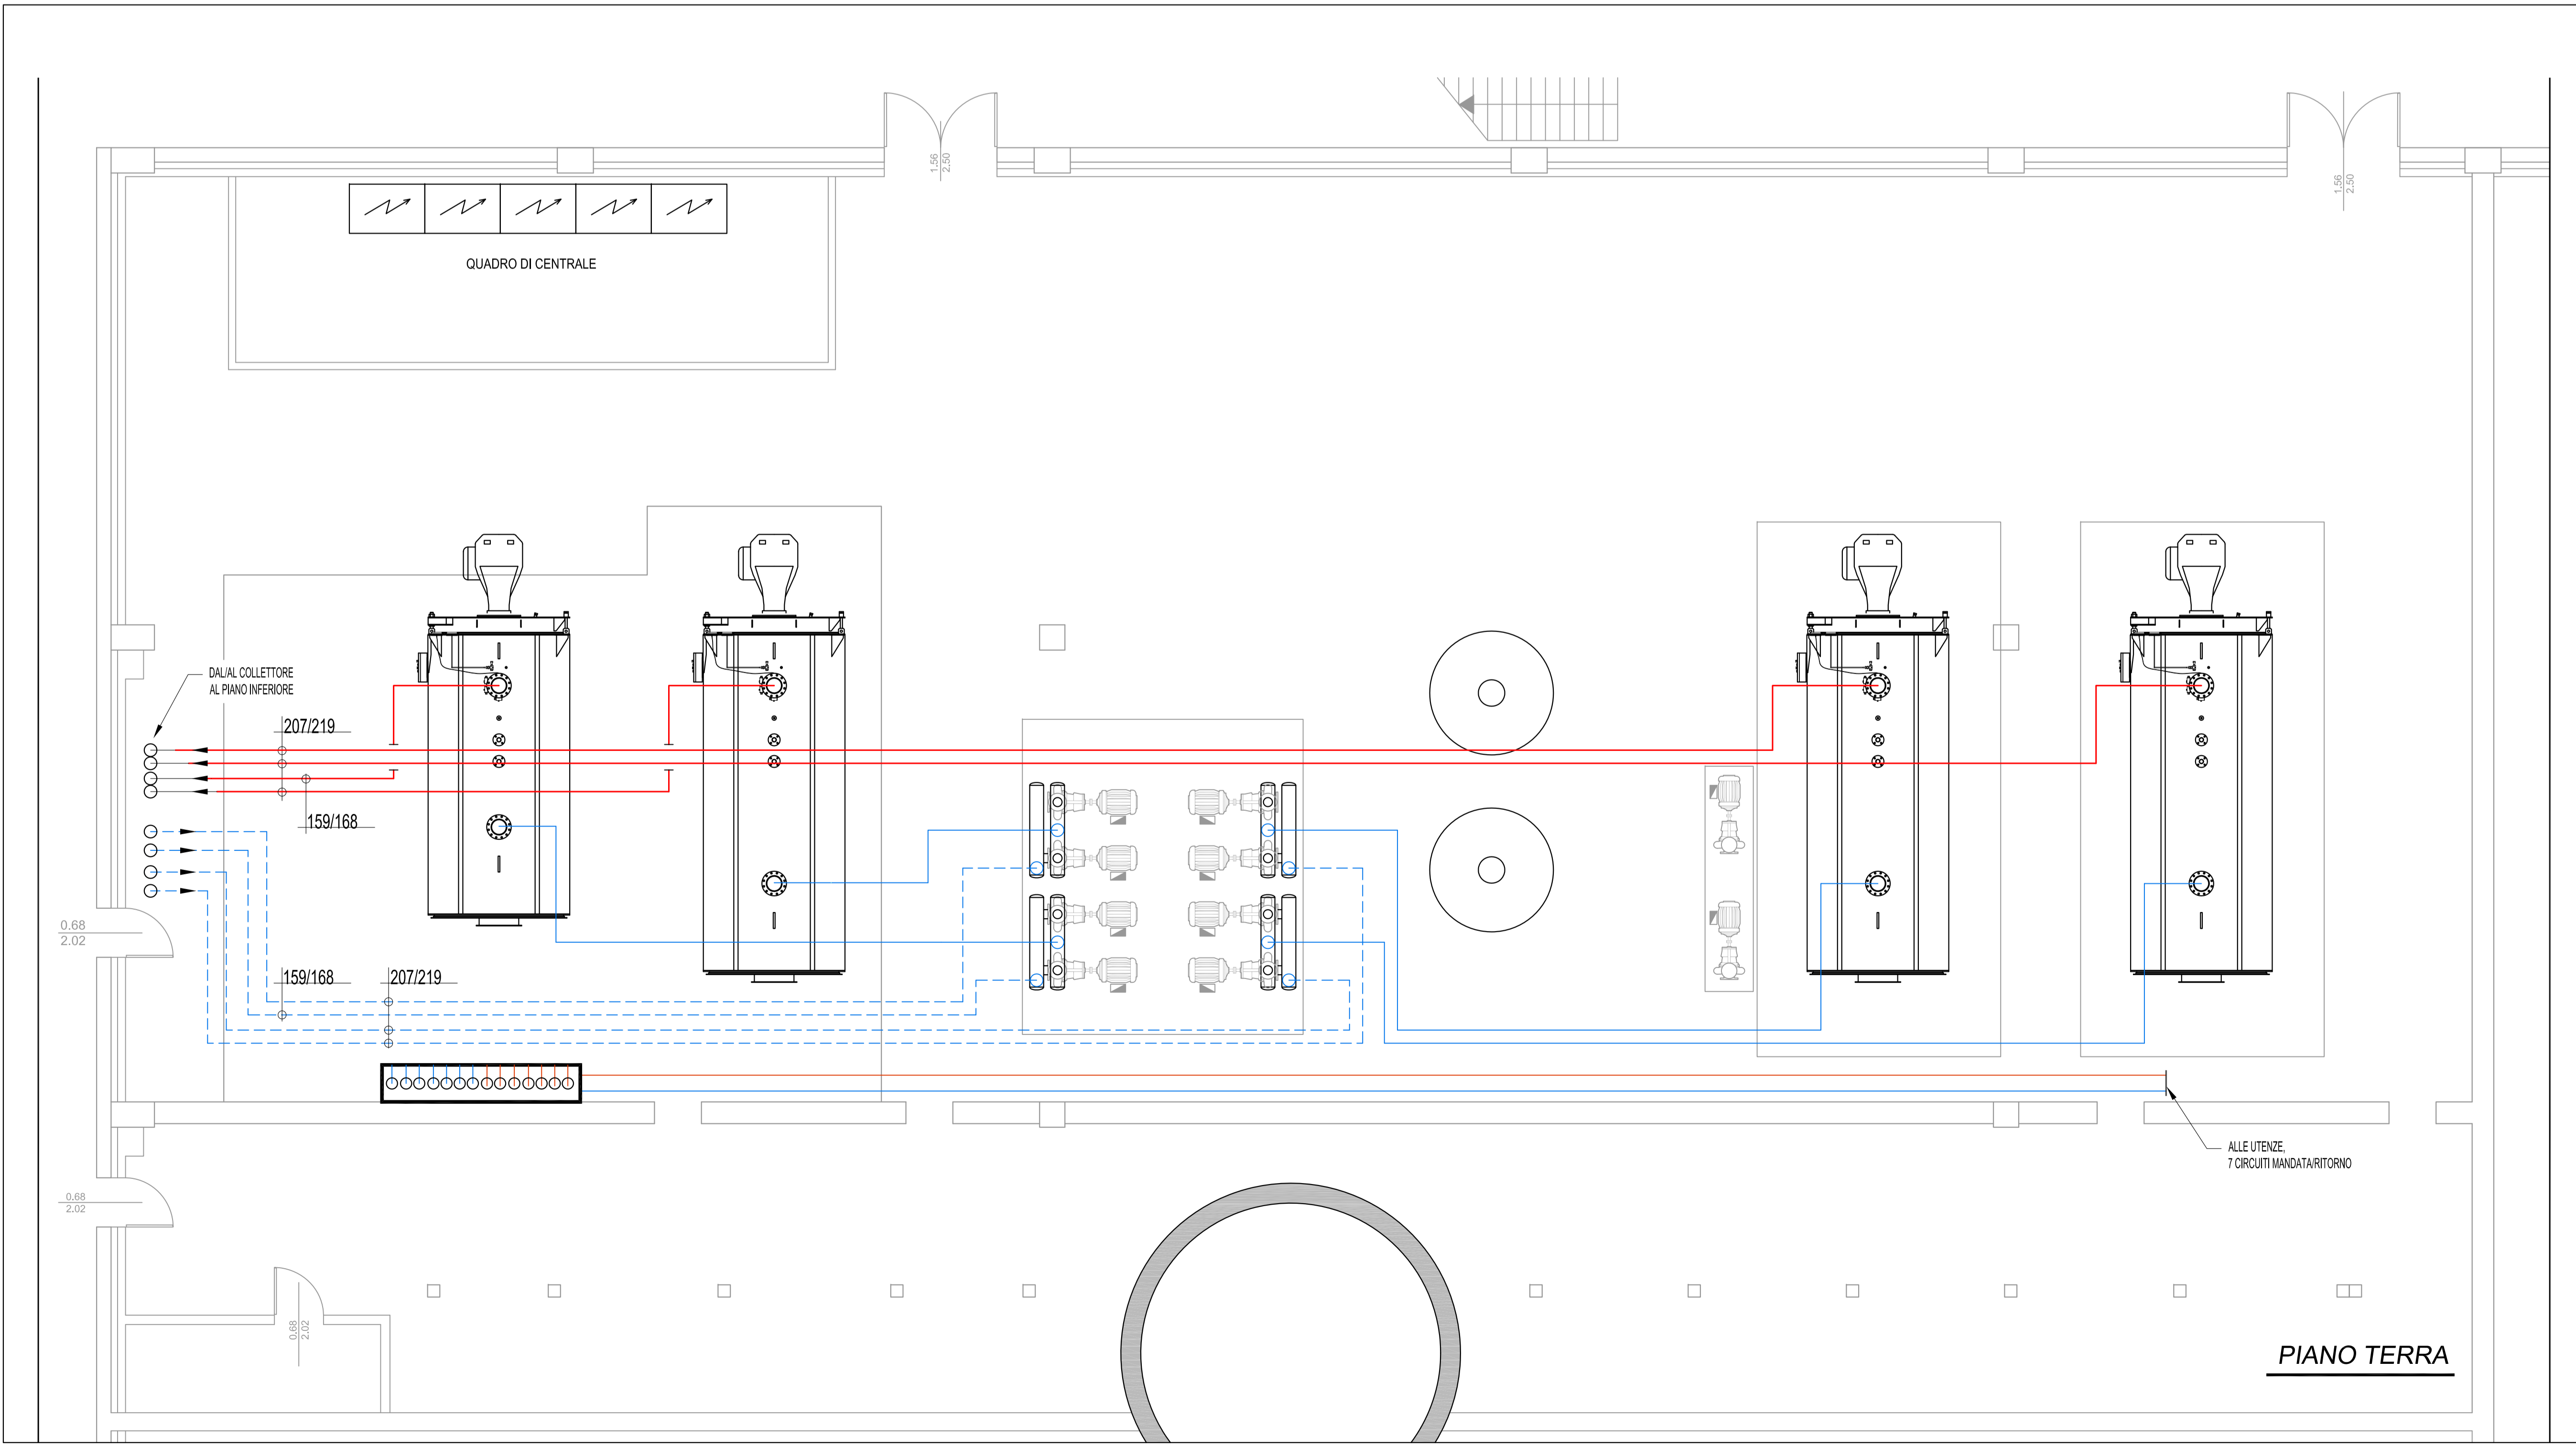 1.56
2.50
1.56
2.50
QUADRO DI CENTRALE
DAL/AL COLLETTORE
AL PIANO INFERIORE
207/219
159/168
0.68
2.02
159/168
207/219
ALLE UTENZE,
7 CIRCUITI MANDATA/RITORNO
0.68
2.02
0.68
2.02
PIANO TERRA